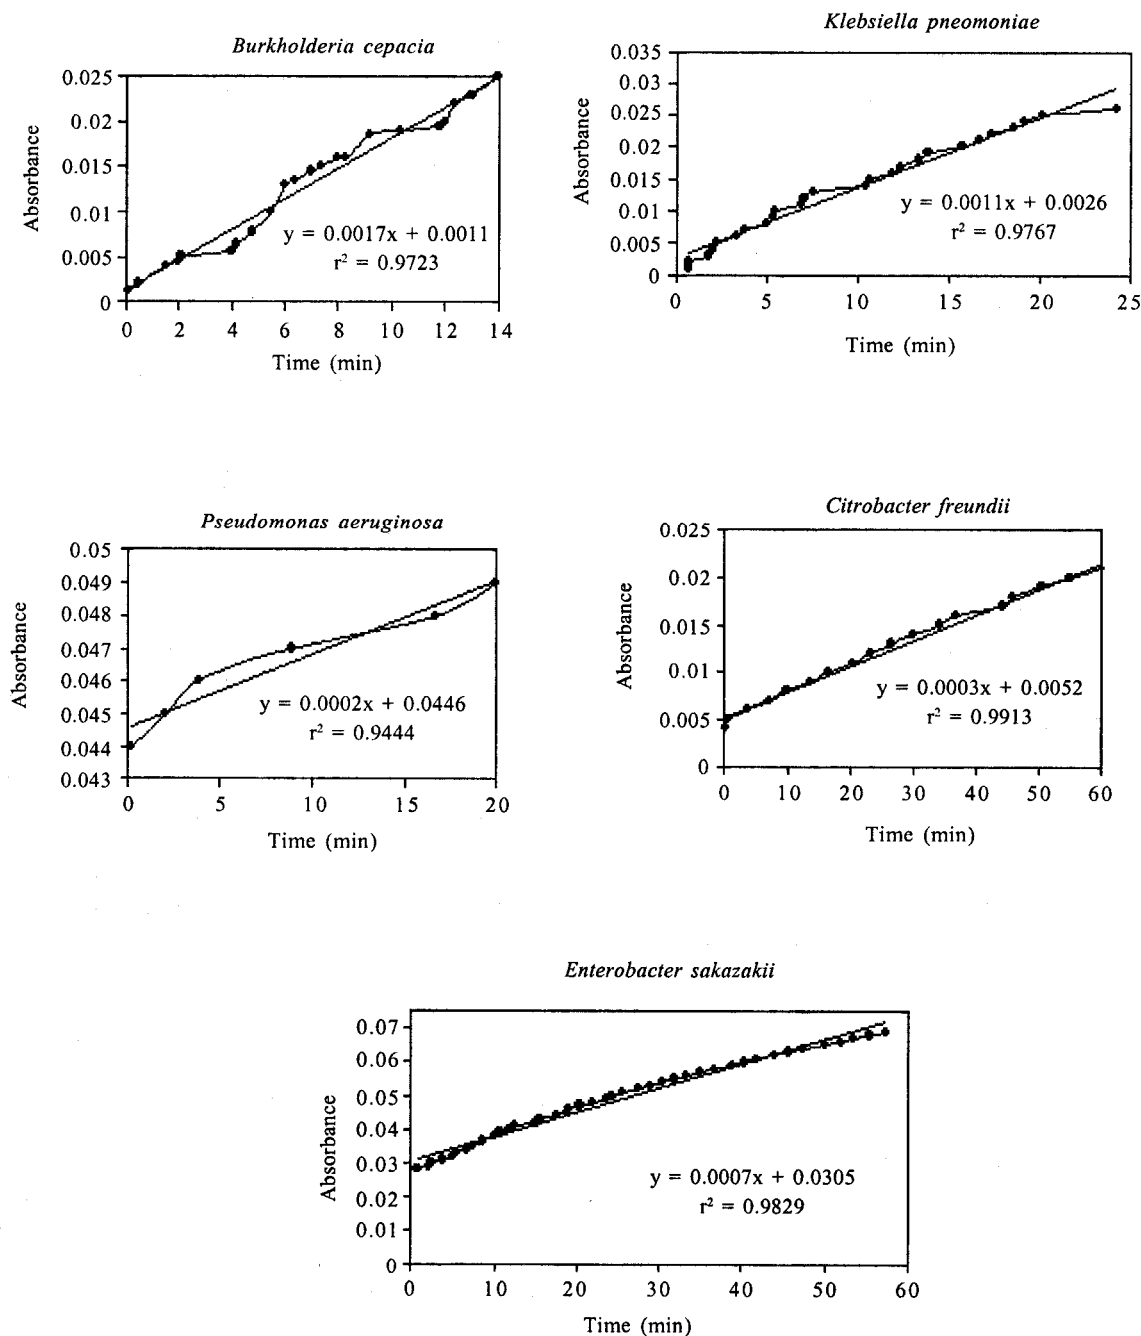 Burkholderia cepacia
0.025
0.02
0.015
0.01
0.005
0
Absorbance
y = 0.0017x + 0.0011
r² = 0.9723
0 2 4 6 8 10 12 14
Time (min)
Klebsiella pneomoniae
0.035
0.03
0.025
0.020
0.015
0.010
0.005
0
Absorbance
y = 0.0011x + 0.0026
r² = 0.9767
0 5 10 15 20 25
Time (min)
Pseudomonas aeruginosa
0.05
0.049
0.048
0.047
0.046
0.045
0.044
0.043
Absorbance
y = 0.0002x + 0.0446
r² = 0.9444
0 5 10 15 20
Time (min)
Citrobacter freundii
0.025
0.02
0.015
0.01
0.005
0
Absorbance
y = 0.0003x + 0.0052
r² = 0.9913
0 10 20 30 40 50 60
Time (min)
Enterobacter sakazakii
0.07
0.06
0.05
0.04
0.03
0.02
0.01
0
Absorbance
y = 0.0007x + 0.0305
r² = 0.9829
0 10 20 30 40 50 60
Time (min)